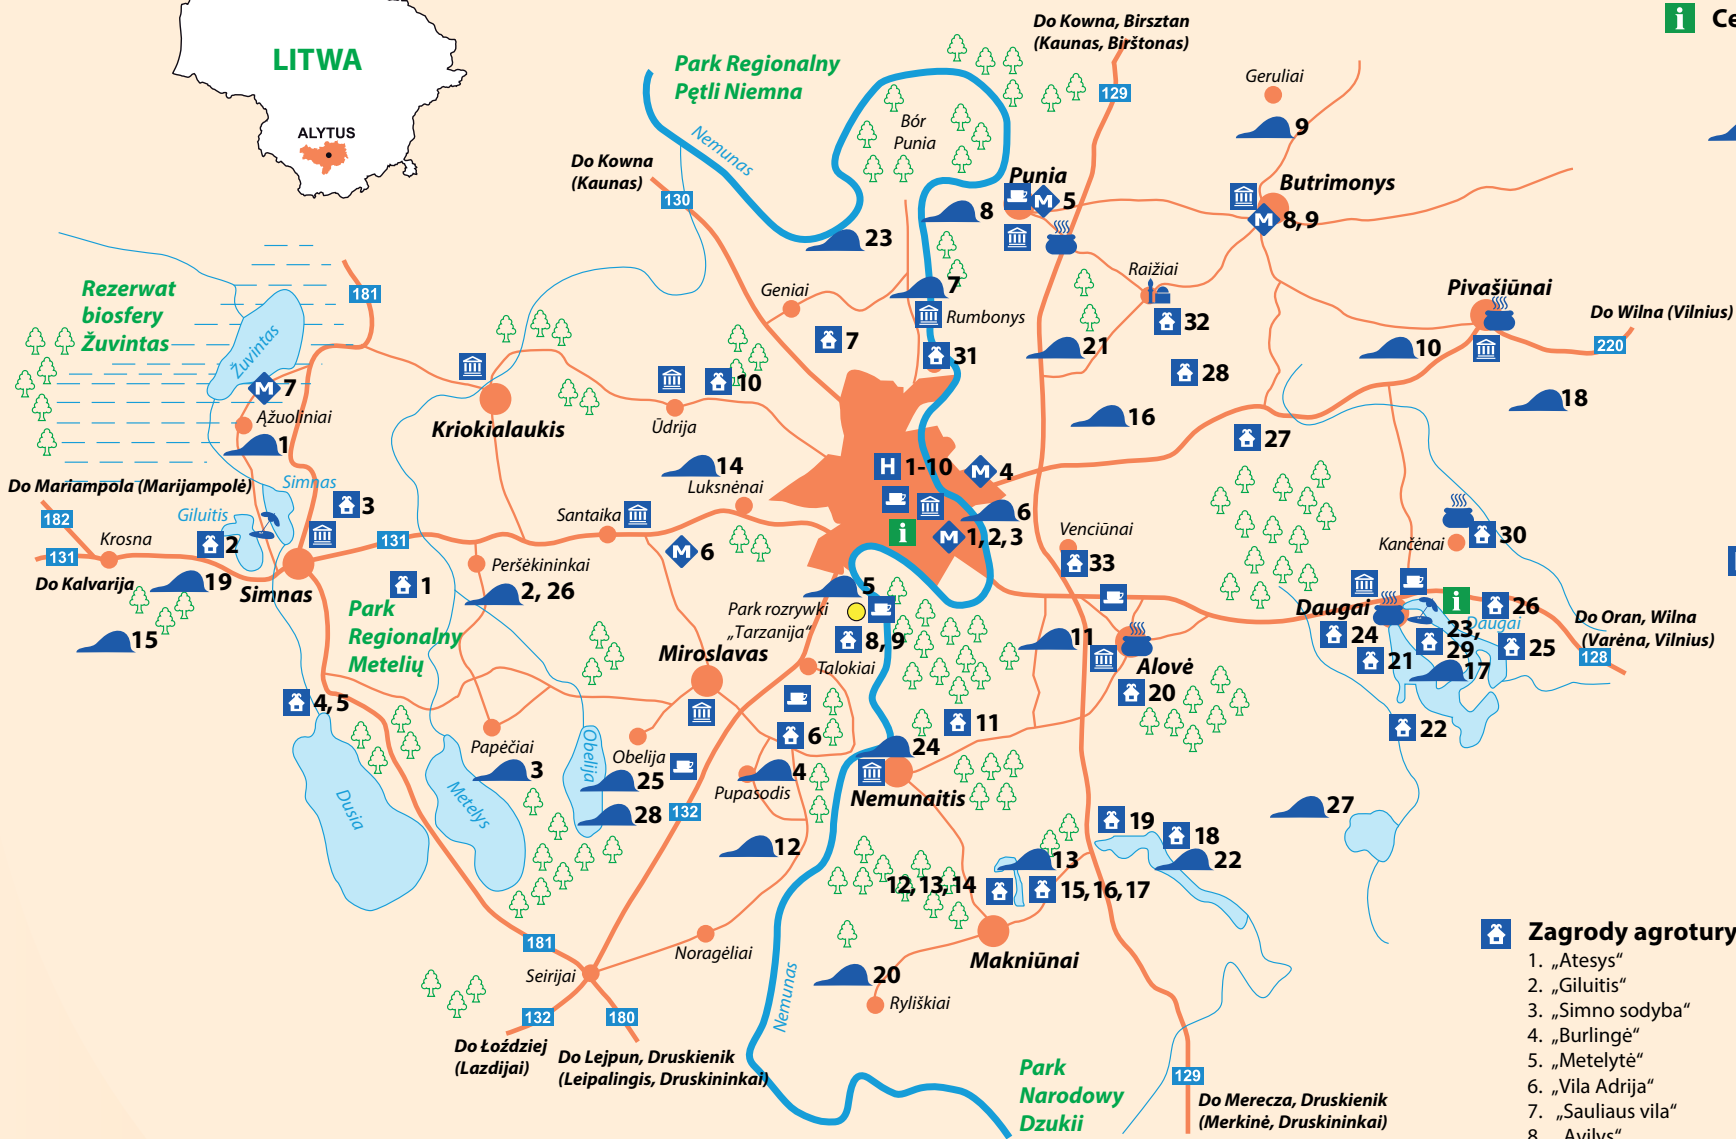 LITWA
ALYTUS
Park Regionalny
Pętli Niemna
Do Kowna, Birsztan
(Kaunas, Birštonas)
129
Geruliai
9
Bór
Punia
Nemunas
Do Kowna
(Kaunas)
130
Punia
M 5
8
Butrimonys
M 8, 9
23
Rezerwat
biosfery
Žuvintas
181
Žuvintas
Geniai
7
Rumbonys
Raižiai
32
Pivašiūnai
Do Wilna (Vilnius)
220
7
31
21
28
10
18
M 7
Ąžuoliniai
1
Kriokialaukis
10
Ūdrija
16
27
14
Luksnėnai
H 1-10
M 4
Do Mariampola (Marijampolė)
182
Simnas
Giluitis
3
Krosna
131
2
131
Santaika
M 6
i
6
M 1, 2, 3
Venciūnai
33
Kančėnai
30
Do Kalvarija
19
Simnas
1
Peršėkininkai
2, 26
Park
Regionalny
Metelių
15
5
Park rozrywki
„Tarzanija“
8, 9
Talokiai
Miroslavas
11
Alovė
20
Daugai
i
26
Daugai
24
23,
29
25
21
17
22
Do Oran, Wilna
(Varėna, Vilnius)
128
4, 5
Papėčiai
3
Obelija
Obelija
25
28
132
6
4
Pupasodis
11
24
Nemunaitis
Dusia
Metelys
12
19
18
22
27
13
12, 13, 14
15, 16, 17
181
Seirijai
Noragėliai
Makniūnai
20
Ryliškiai
Nemunas
132
180
Do Łoździej
(Lazdijai)
Do Lejpun, Druskienik
(Leipalingis, Druskininkai)
Park
Narodowy
Dzukii
129
Do Merecza, Druskienik
(Merkinė, Druskininkai)
i Ce
Zagrody agrotury
1. „Atesys“
2. „Giluitis“
3. „Simno sodyba“
4. „Burlingė“
5. „Metelytė“
6. „Vila Adrija“
7. „Sauliaus vila“
8. „Avilys“